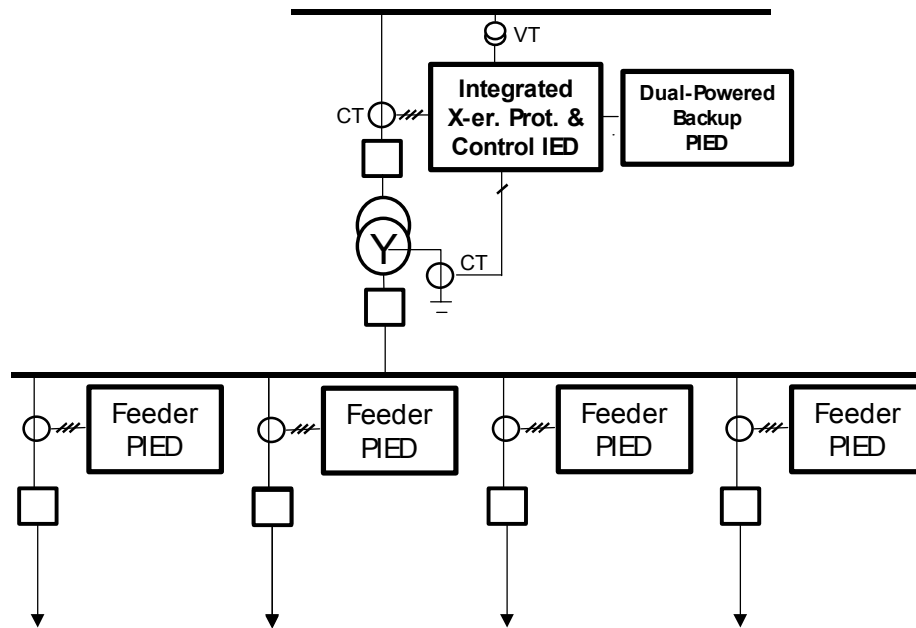 VT
Integrated
X-er. Prot. &
Control IED
Dual-Powered
Backup
PIED
CT
Y
CT
Feeder
PIED
Feeder
PIED
Feeder
PIED
Feeder
PIED